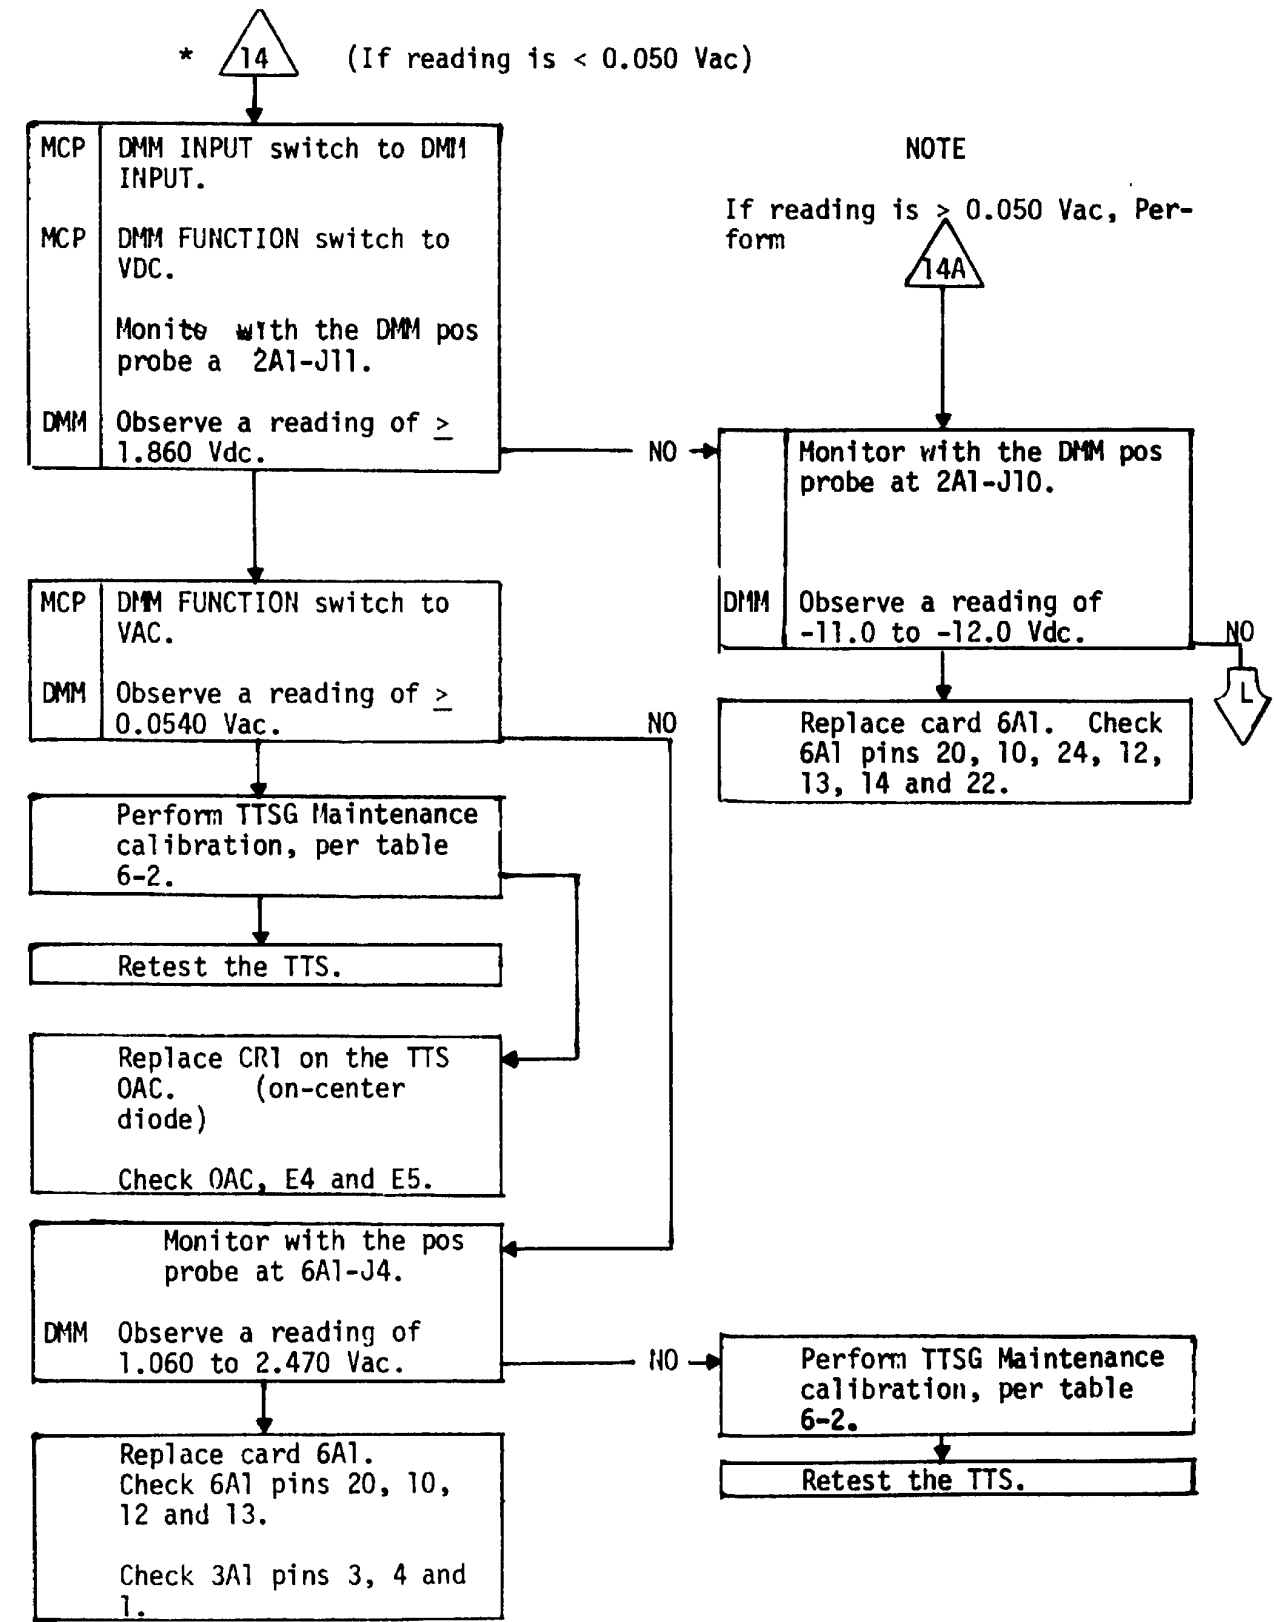 * 14 (If reading is < 0.050 Vac)
MCP DMM INPUT switch to DMM
INPUT.
MCP DMM FUNCTION switch to
VDC.
Monito with the DMM pos
probe a 2A1-J11.
DMM Observe a reading of ≥
1.860 Vdc.
NO
NOTE
If reading is > 0.050 Vac, Per-
form
14A
Monitor with the DMM pos
probe at 2A1-J10.
DMM Observe a reading of
-11.0 to -12.0 Vdc.
NO
L
Replace card 6A1. Check
6A1 pins 20, 10, 24, 12,
13, 14 and 22.
MCP DMM FUNCTION switch to
VAC.
DMM Observe a reading of ≥
0.0540 Vac.
NO
Perform TTSG Maintenance
calibration, per table
6-2.
Retest the TTS.
Replace CR1 on the TTS
OAC. (on-center
diode)
Check OAC, E4 and E5.
Monitor with the pos
probe at 6A1-J4.
DMM Observe a reading of
1.060 to 2.470 Vac.
NO
Perform TTSG Maintenance
calibration, per table
6-2.
Retest the TTS.
Replace card 6A1.
Check 6A1 pins 20, 10,
12 and 13.
Check 3A1 pins 3, 4 and
1.